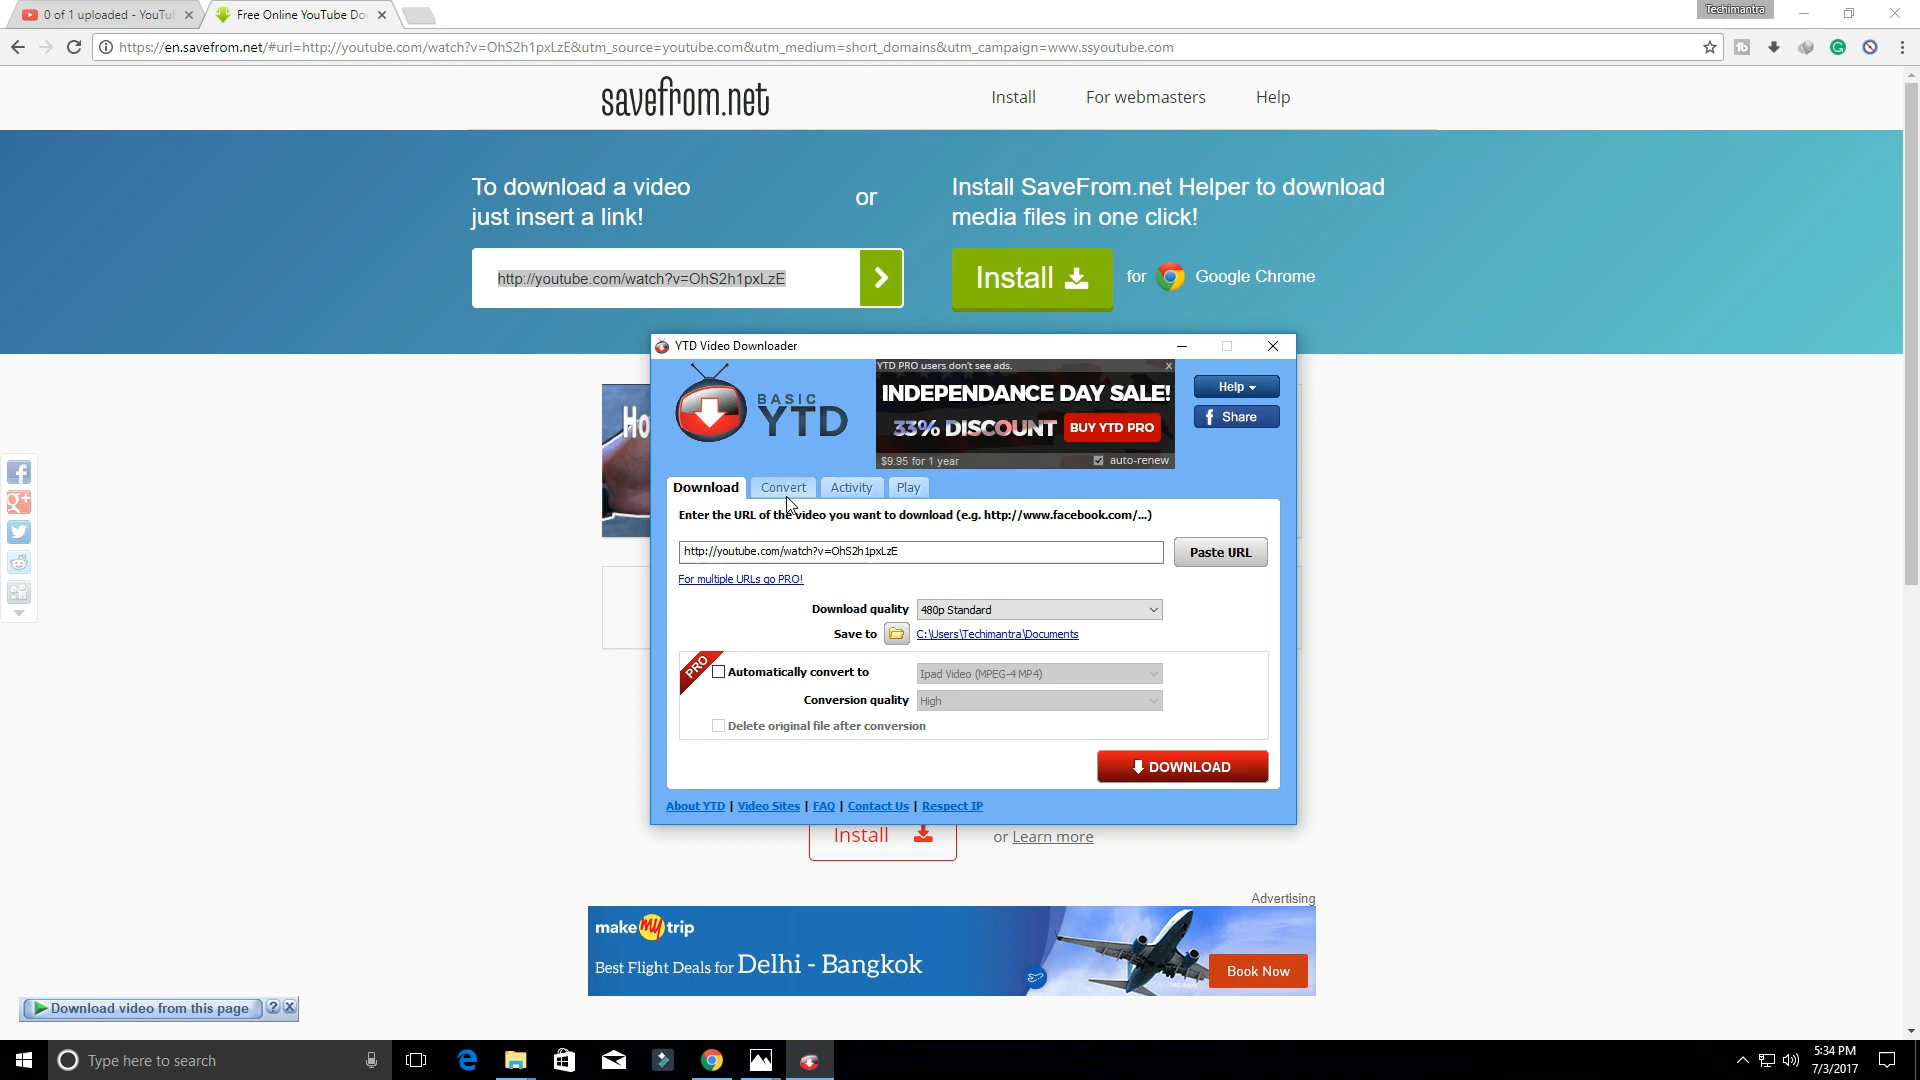 0 of 1 uploaded - YouTu
Free Online YouTube Do
Techimantra
https://en.savefrom.net/#url=http://youtube.com/watch?v=OhS2h1pxLzE&utm_source=youtube.com&utm_medium=short_domains&utm_campaign=www.ssyoutube.com
savefrom.net
Install
For webmasters
Help
To download a video
just insert a link!
or
Install SaveFrom.net Helper to download
media files in one click!
http://youtube.com/watch?v=OhS2h1pxLzE
Install
for
Google Chrome
Ho
YTD Video Downloader
BASIC
YTD
YTD PRO users don't see ads.
INDEPENDANCE DAY SALE!
33% DISCOUNT
BUY YTD PRO
$9.95 for 1 year
auto-renew
Help
Share
Download
Convert
Activity
Play
Enter the URL of the video you want to download (e.g. http://www.facebook.com/...)
http://youtube.com/watch?v=OhS2h1pxLzE
Paste URL
For multiple URLs go PRO!
Download quality
480p Standard
Save to
C:\Users\Techimantra\Documents
PRO
Automatically convert to
Ipad Video (MPEG-4 MP4)
Conversion quality
High
Delete original file after conversion
DOWNLOAD
About YTD | Video Sites | FAQ | Contact Us | Respect IP
Install
or Learn more
Advertising
make my trip
Best Flight Deals for Delhi - Bangkok
Book Now
Download video from this page
Type here to search
5:34 PM
7/3/2017